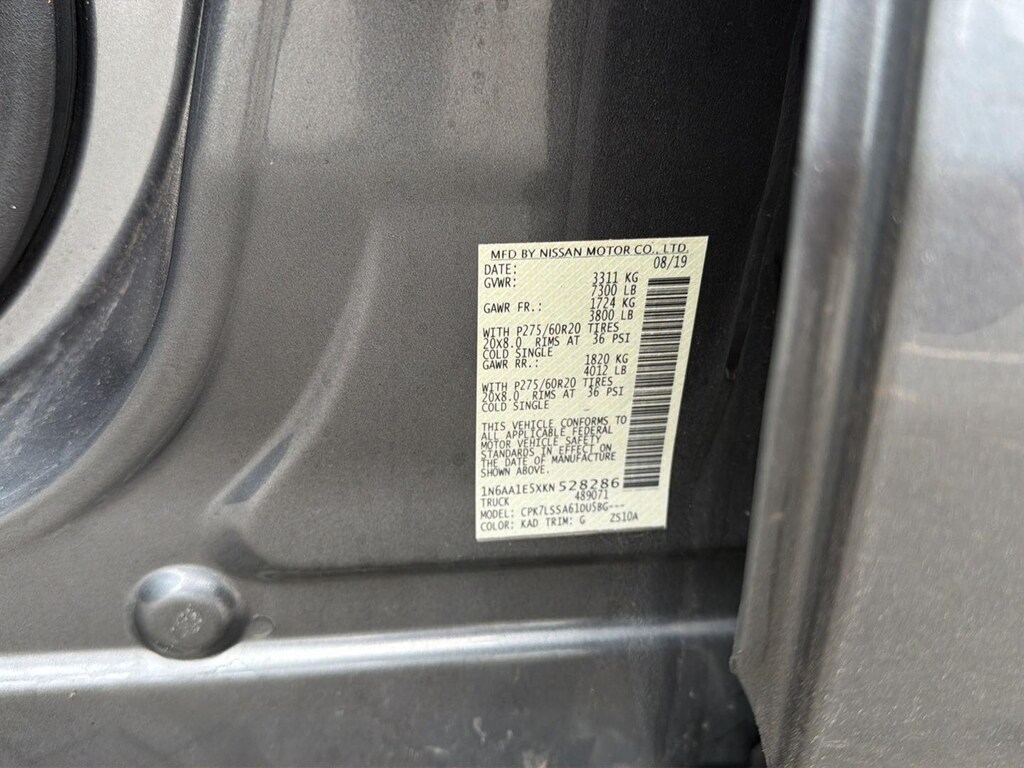 MFD BY NISSAN MOTOR CO., LTD.
DATE: 08/19
GVWR: 3311 KG
7300 LB
GAWR FR.: 1724 KG
3800 LB
WITH P275/60R20 TIRES
20X8.0 RIMS AT 36 PSI
COLD SINGLE
GAWR RR.: 1820 KG
4012 LB
WITH P275/60R20 TIRES
20X8.0 RIMS AT 36 PSI
COLD SINGLE
THIS VEHICLE CONFORMS TO
ALL APPLICABLE FEDERAL
MOTOR VEHICLE SAFETY
STANDARDS IN EFFECT ON
THE DATE OF MANUFACTURE
SHOWN ABOVE.
1N6AA1E5XKN528286
TRUCK 489071
MODEL: CPK7LSSA610U5BG---
COLOR: KAD TRIM: G ZS10A